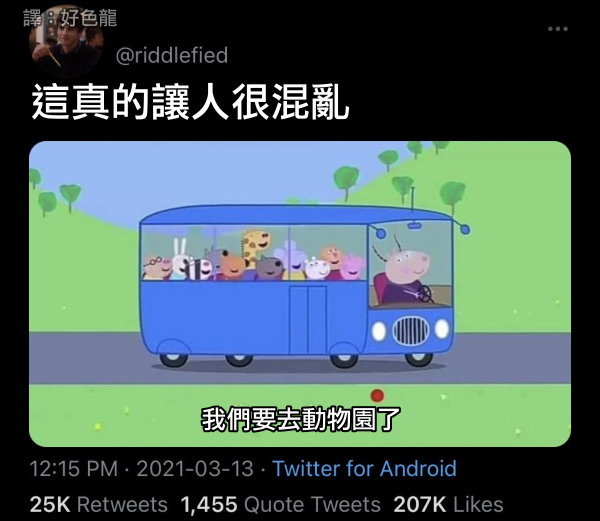 譯:好色龍
@riddlefied
這真的讓人很混亂
我們要去動物園了
12:15 PM · 2021-03-13 · Twitter for Android
25K Retweets 1,455 Quote Tweets 207K Likes